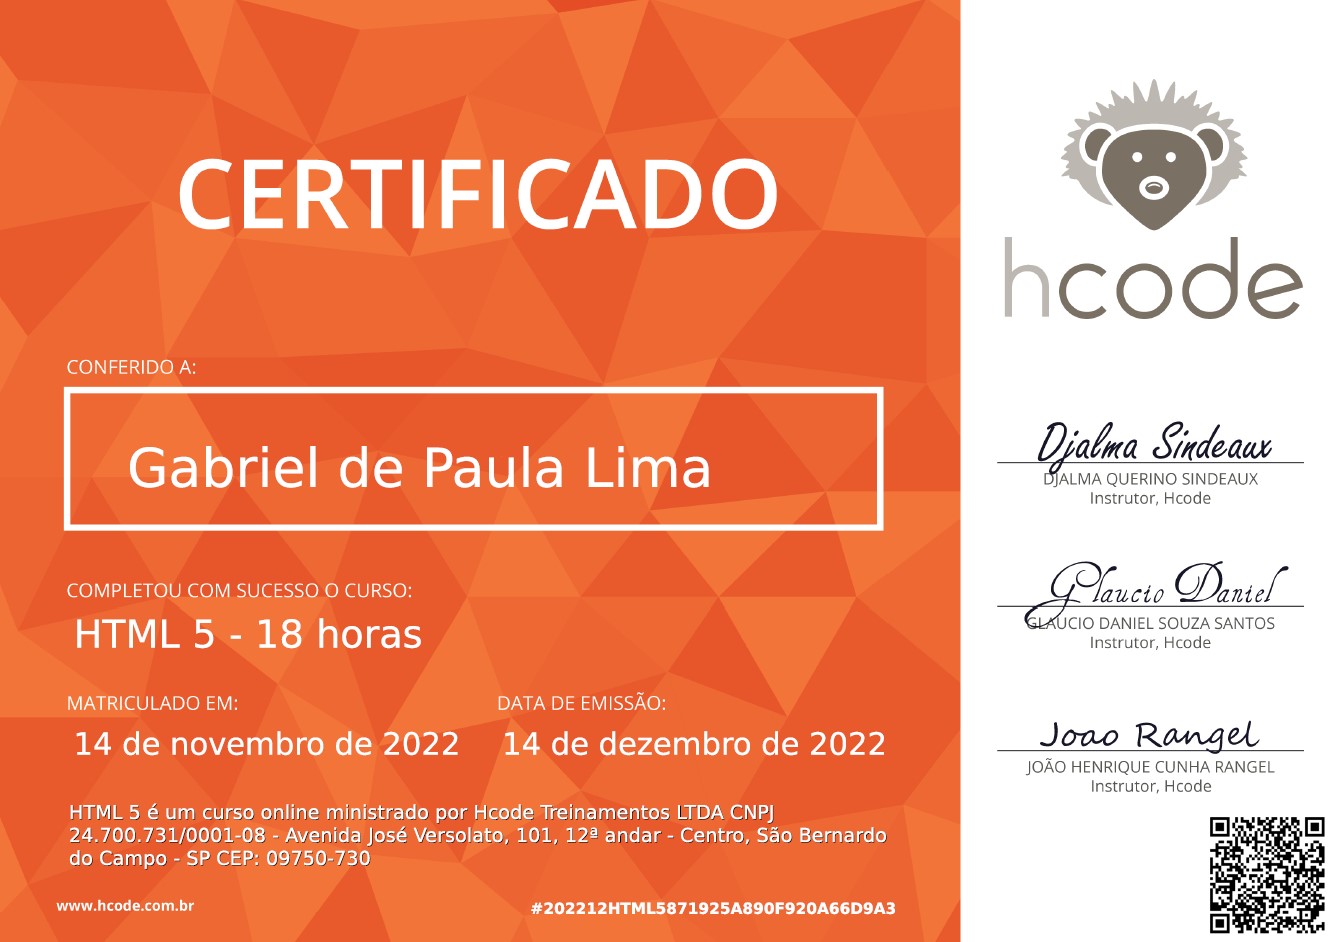 CERTIFICADO
CONFERIDO A:
Gabriel de Paula Lima
COMPLETOU COM SUCESSO O CURSO:
HTML 5 - 18 horas
MATRICULADO EM:
14 de novembro de 2022
DATA DE EMISSÃO:
14 de dezembro de 2022
HTML 5 é um curso online ministrado por Hcode Treinamentos LTDA CNPJ
24.700.731/0001-08 - Avenida José Versolato, 101, 12ª andar - Centro, São Bernardo
do Campo - SP CEP: 09750-730
www.hcode.com.br
#202212HTML5871925A890F920A66D9A3
hcode
Djalma Sindeaux
DJALMA QUERINO SINDEAUX
Instrutor, Hcode
Glaucio Daniel
GLAUCIO DANIEL SOUZA SANTOS
Instrutor, Hcode
Joao Rangel
JOÃO HENRIQUE CUNHA RANGEL
Instrutor, Hcode